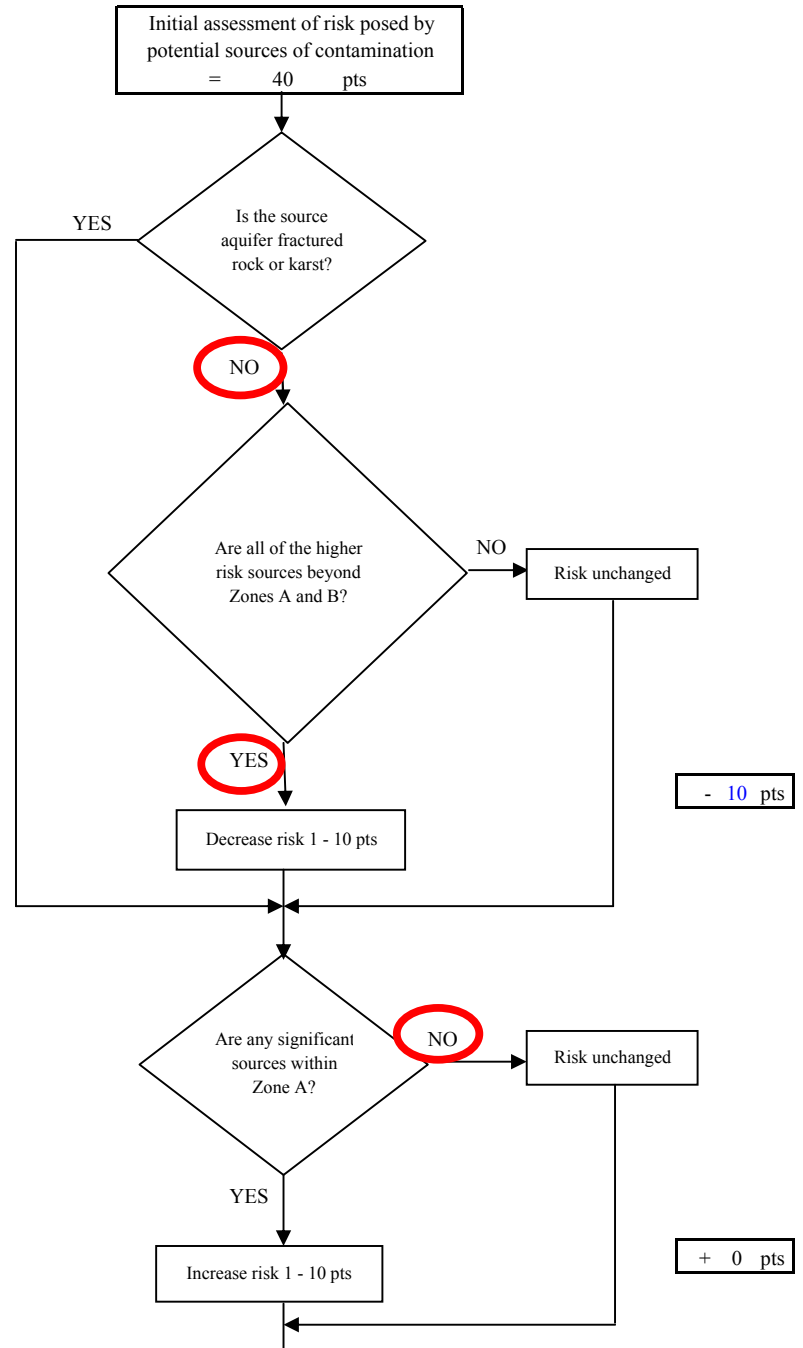 Initial assessment of risk posed by
potential sources of contamination
= 40 pts
YES
Is the source
aquifer fractured
rock or karst?
NO
Are all of the higher
risk sources beyond
Zones A and B?
NO
Risk unchanged
YES
- 10 pts
Decrease risk 1 - 10 pts
Are any significant
sources within
Zone A?
NO
Risk unchanged
YES
+ 0 pts
Increase risk 1 - 10 pts